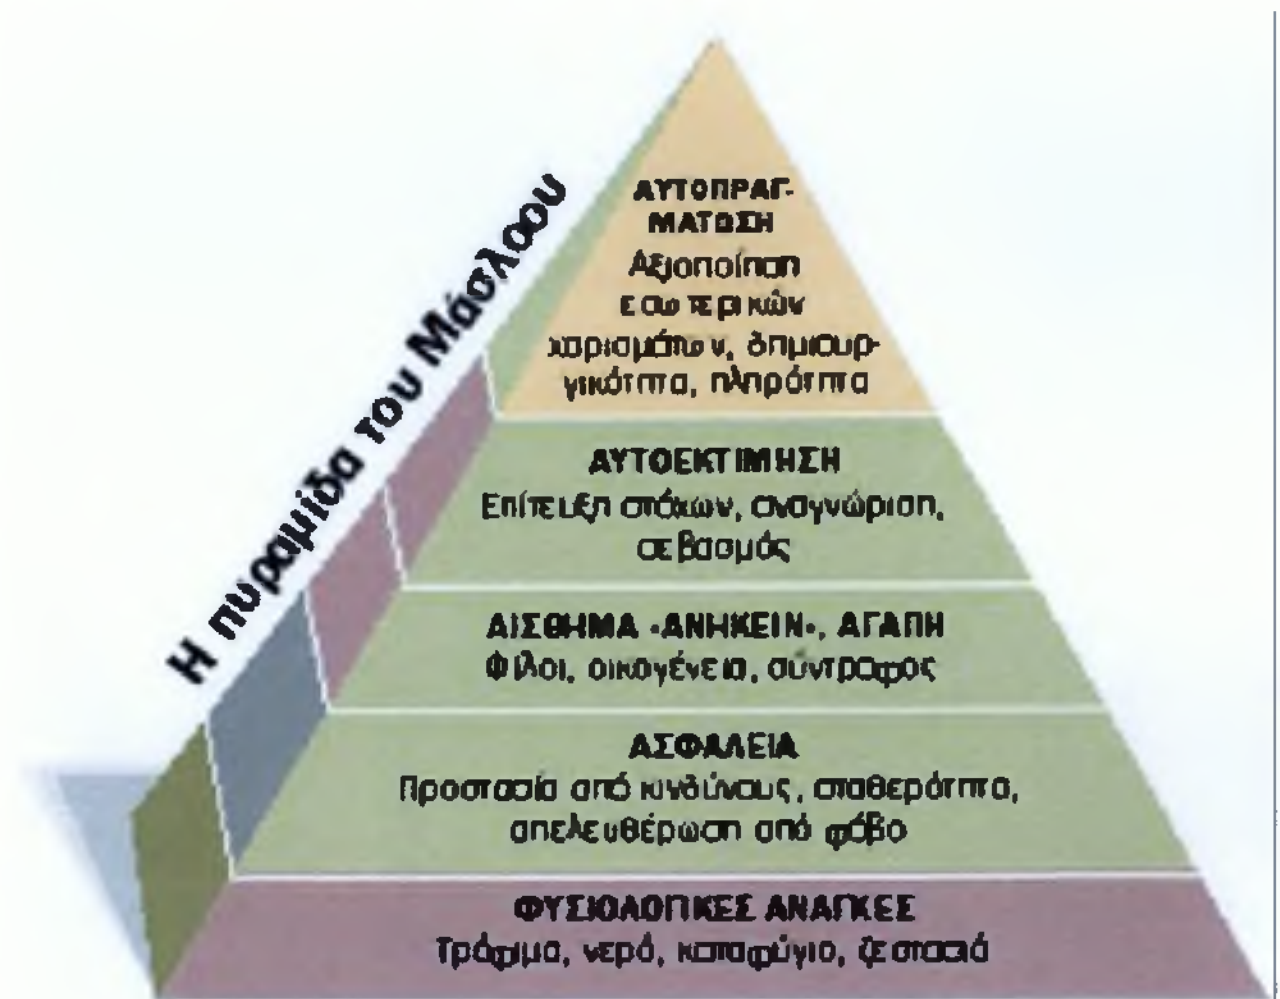 Η πυραμίδα του Μάσλοου
ΑΥΤΟΠΡΑΓ-
ΜΑΤΩΣΗ
Αξιοποίηση
εσωτερικών
χαρισμάτων, δημιουρ-
γικότητα, πληρότητα
ΑΥΤΟΕΚΤΙΜΗΣΗ
Επίτευξη στόχων, αναγνώριση,
σεβασμός
ΑΙΣΘΗΜΑ «ΑΝΗΚΕΙΝ», ΑΓΑΠΗ
Φίλοι, οικογένεια, σύντροφος
ΑΣΦΑΛΕΙΑ
Προστασία από κινδύνους, σταθερότητα,
απελευθέρωση από φόβο
ΦΥΣΙΟΛΟΓΙΚΕΣ ΑΝΑΓΚΕΣ
Τρόφιμα, νερό, καταφύγιο, ζεστασιά